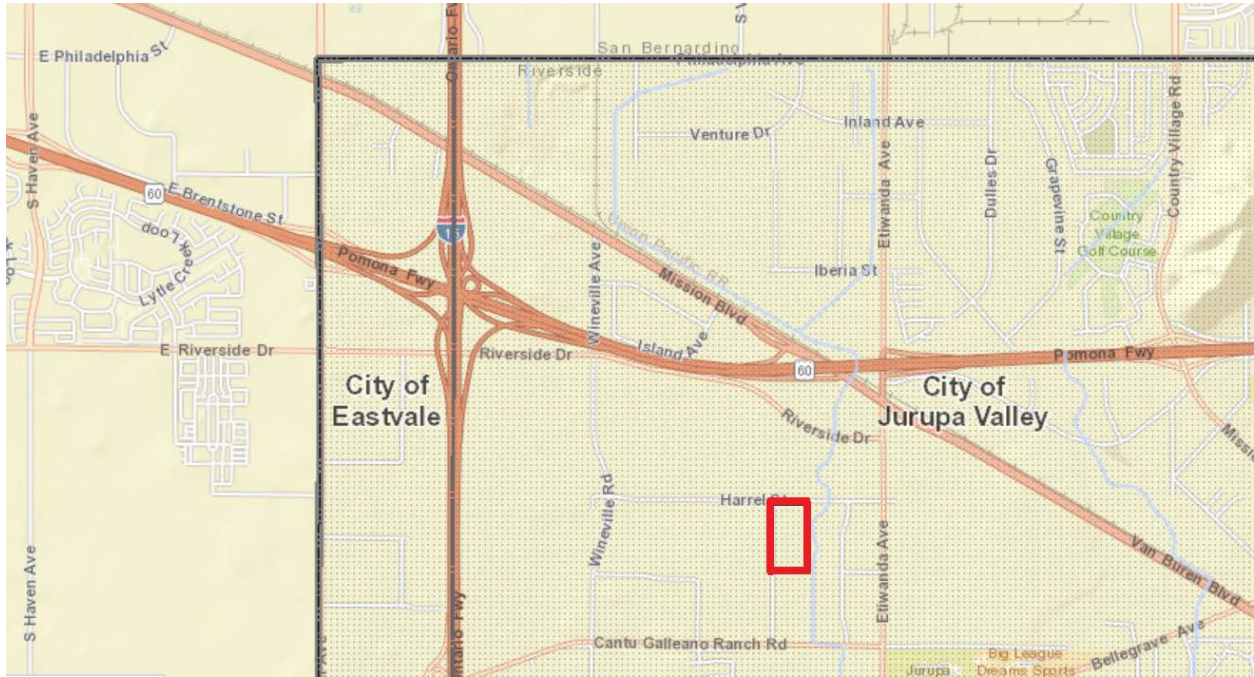 E Philadelphia St
San Bernardino
Philadelphia Ave
Riverside
S Haven Ave
Venture Dr
Inland Ave
Etiwanda Ave
Dulles Dr
Grapevine St
Country Village Rd
Country
Village
Golf Course
60
E Brentstone St
Loop
Lytle Creek
15
Pomona Fwy
Union Pacific RR
Iberia St
Wineville Ave
Mission Blvd
Island Ave
E Riverside Dr
Riverside Dr
60
Pomona Fwy
City of
Eastvale
City of
Jurupa Valley
Riverside Dr
Harrel St
Wineville Rd
Etiwanda Ave
Van Buren Blvd
S Haven Ave
Cantu Galleano Ranch Rd
Bellegrave Ave
Big League
Dreams Sports
Jurupa